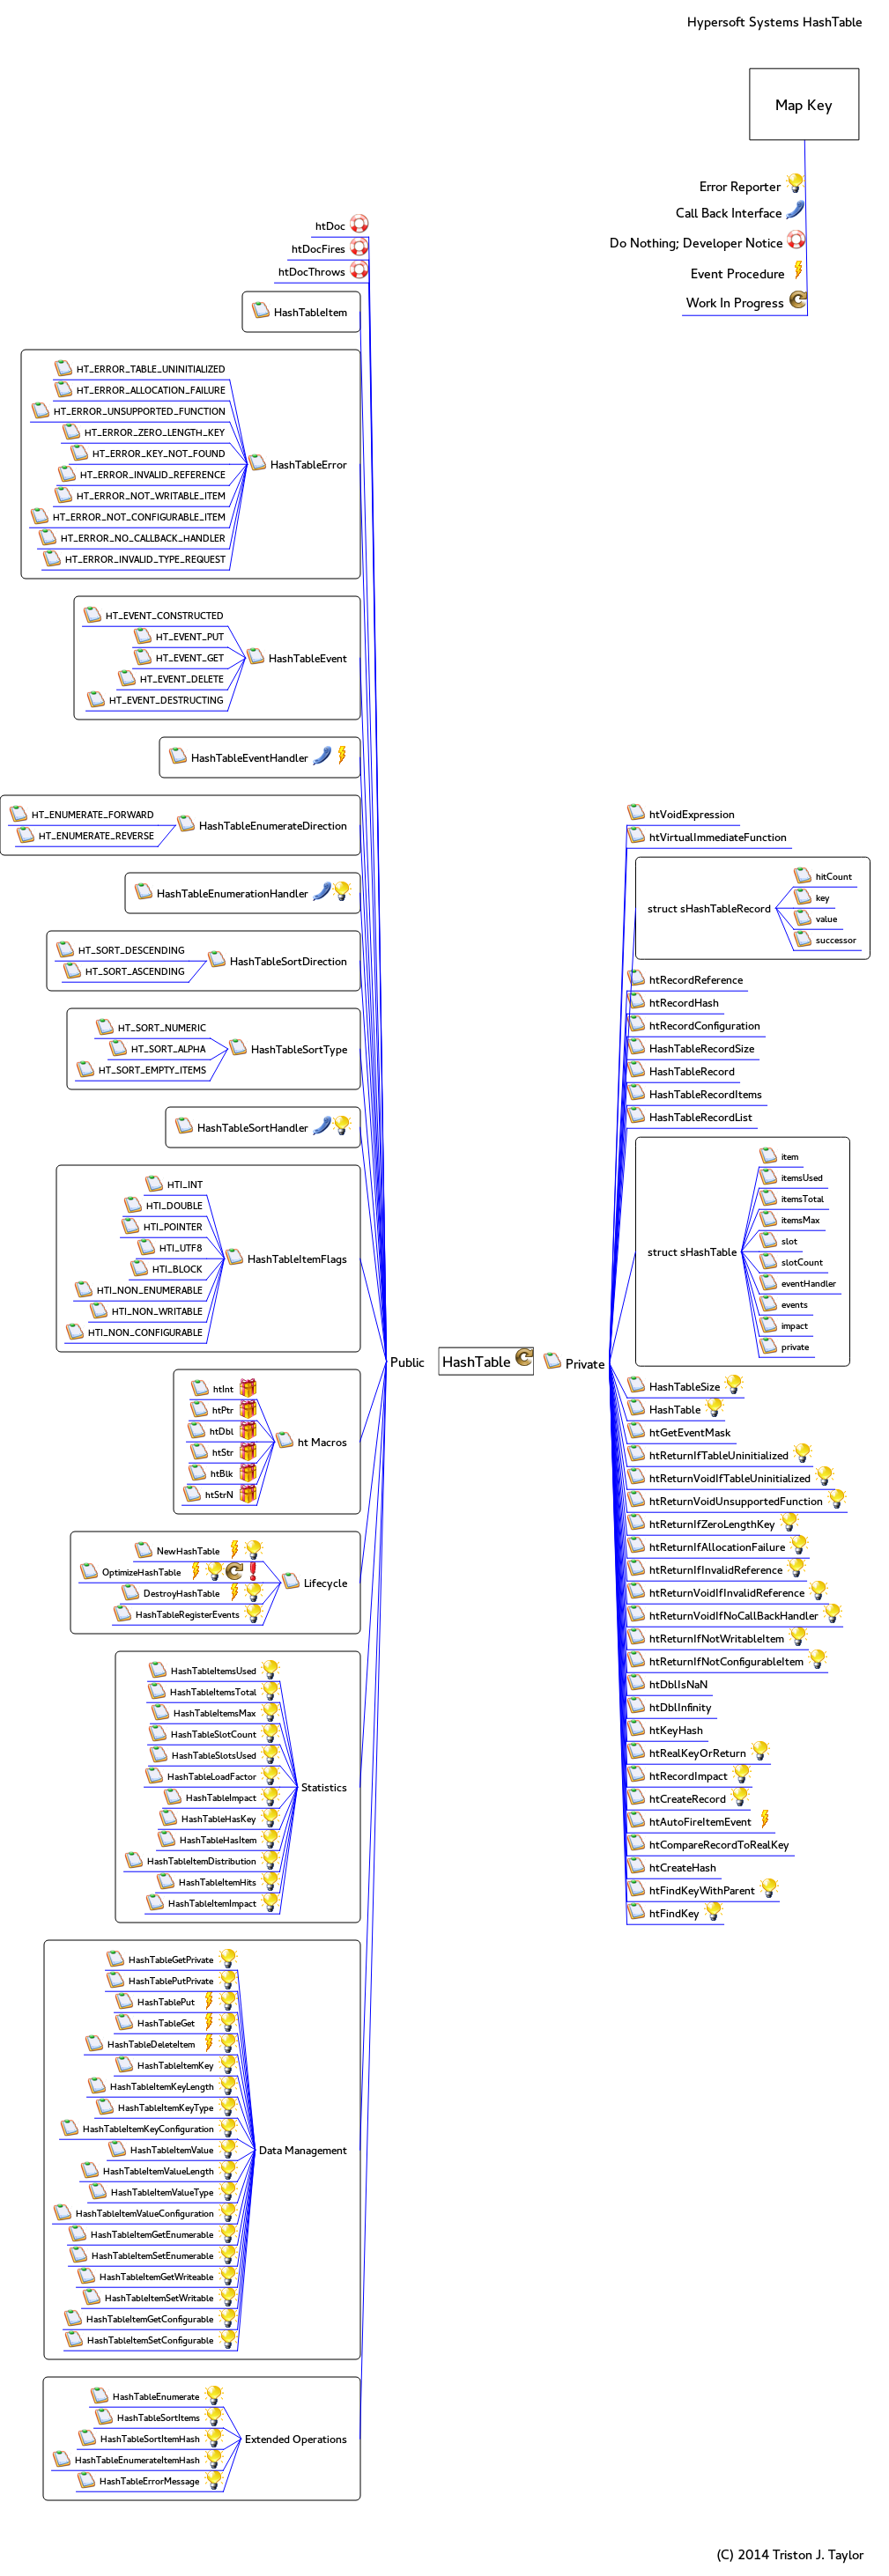 Hypersoft Systems HashTable
Map Key
Error Reporter
Call Back Interface
Do Nothing; Developer Notice
Event Procedure
Work In Progress
htDoc
htDocFires
htDocThrows
HashTableItem
HT_ERROR_TABLE_UNINITIALIZED
HT_ERROR_ALLOCATION_FAILURE
HT_ERROR_UNSUPPORTED_FUNCTION
HT_ERROR_ZERO_LENGTH_KEY
HT_ERROR_KEY_NOT_FOUND
HashTableError
HT_ERROR_INVALID_REFERENCE
HT_ERROR_NOT_WRITABLE_ITEM
HT_ERROR_NOT_CONFIGURABLE_ITEM
HT_ERROR_NO_CALLBACK_HANDLER
HT_ERROR_INVALID_TYPE_REQUEST
HT_EVENT_CONSTRUCTED
HT_EVENT_PUT
HT_EVENT_GET
HashTableEvent
HT_EVENT_DELETE
HT_EVENT_DESTRUCTING
HashTableEventHandler
HT_ENUMERATE_FORWARD
HashTableEnumerateDirection
HT_ENUMERATE_REVERSE
HashTableEnumerationHandler
HT_SORT_DESCENDING
HashTableSortDirection
HT_SORT_ASCENDING
HT_SORT_NUMERIC
HT_SORT_ALPHA
HashTableSortType
HT_SORT_EMPTY_ITEMS
HashTableSortHandler
HTI_INT
HTI_DOUBLE
HTI_POINTER
HTI_UTF8
HashTableItemFlags
HTI_BLOCK
HTI_NON_ENUMERABLE
HTI_NON_WRITABLE
HTI_NON_CONFIGURABLE
Public
HashTable
Private
htInt
htPtr
htDbl
ht Macros
htStr
htBlk
htStrN
NewHashTable
OptimizeHashTable
Lifecycle
DestroyHashTable
HashTableRegisterEvents
HashTableItemsUsed
HashTableItemsTotal
HashTableItemsMax
HashTableSlotCount
HashTableSlotsUsed
HashTableLoadFactor
Statistics
HashTableImpact
HashTableHasKey
HashTableHasItem
HashTableItemDistribution
HashTableItemHits
HashTableItemImpact
HashTableGetPrivate
HashTablePutPrivate
HashTablePut
HashTableGet
HashTableDeleteItem
HashTableItemKey
HashTableItemKeyLength
HashTableItemKeyType
HashTableItemKeyConfiguration
HashTableItemValue
Data Management
HashTableItemValueLength
HashTableItemValueType
HashTableItemValueConfiguration
HashTableItemGetEnumerable
HashTableItemSetEnumerable
HashTableItemGetWriteable
HashTableItemSetWritable
HashTableItemGetConfigurable
HashTableItemSetConfigurable
HashTableEnumerate
HashTableSortItems
HashTableSortItemHash
Extended Operations
HashTableEnumerateItemHash
HashTableErrorMessage
htVoidExpression
htVirtualImmediateFunction
hitCount
key
struct sHashTableRecord
value
successor
htRecordReference
htRecordHash
htRecordConfiguration
HashTableRecordSize
HashTableRecord
HashTableRecordItems
HashTableRecordList
item
itemsUsed
itemsTotal
itemsMax
slot
struct sHashTable
slotCount
eventHandler
events
impact
private
HashTableSize
HashTable
htGetEventMask
htReturnIfTableUninitialized
htReturnVoidIfTableUninitialized
htReturnVoidUnsupportedFunction
htReturnIfZeroLengthKey
htReturnIfAllocationFailure
htReturnIfInvalidReference
htReturnVoidIfInvalidReference
htReturnVoidIfNoCallBackHandler
htReturnIfNotWritableItem
htReturnIfNotConfigurableItem
htDblIsNaN
htDblInfinity
htKeyHash
htRealKeyOrReturn
htRecordImpact
htCreateRecord
htAutoFireItemEvent
htCompareRecordToRealKey
htCreateHash
htFindKeyWithParent
htFindKey
(C) 2014 Triston J. Taylor